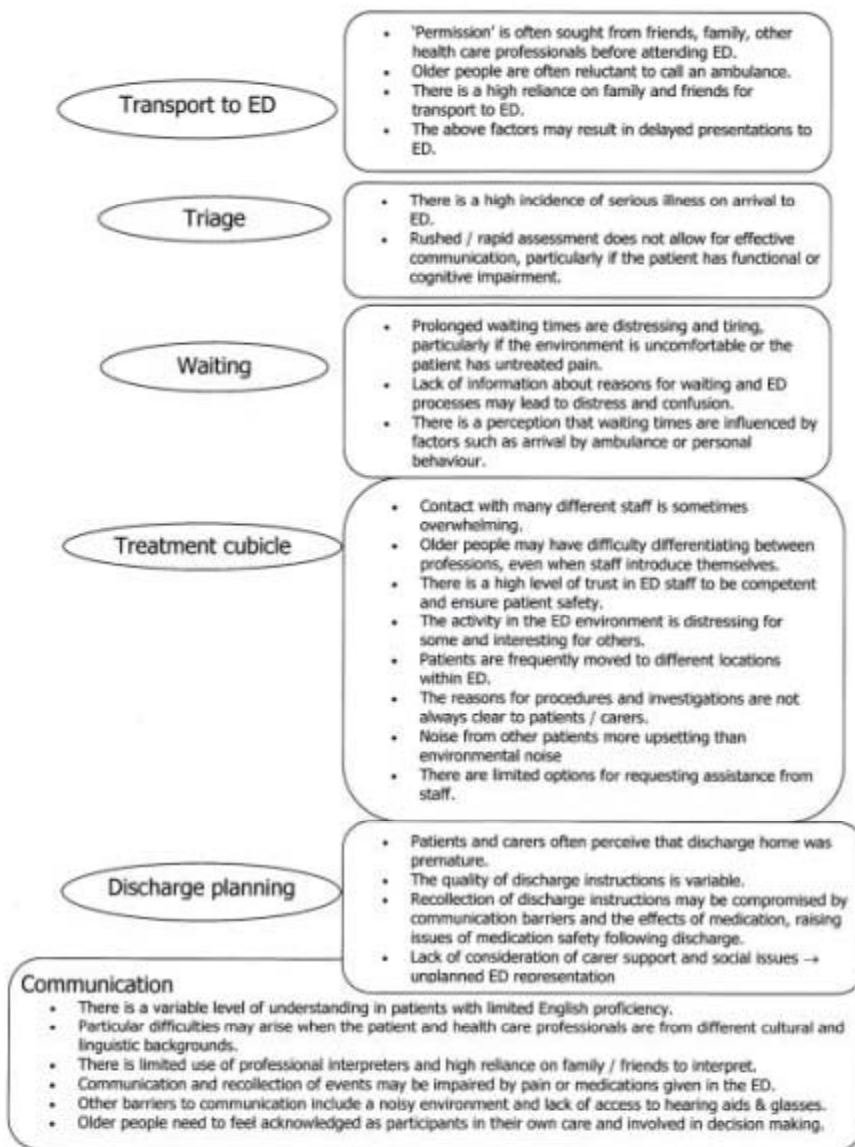 Transport to ED
• 'Permission' is often sought from friends, family, other
health care professionals before attending ED.
• Older people are often reluctant to call an ambulance.
• There is a high reliance on family and friends for
transport to ED.
• The above factors may result in delayed presentations to
ED.
Triage
• There is a high incidence of serious illness on arrival to
ED.
• Rushed / rapid assessment does not allow for effective
communication, particularly if the patient has functional or
cognitive impairment.
Waiting
• Prolonged waiting times are distressing and tiring,
particularly if the environment is uncomfortable or the
patient has untreated pain.
• Lack of information about reasons for waiting and ED
processes may lead to distress and confusion.
• There is a perception that waiting times are influenced by
factors such as arrival by ambulance or personal
behaviour.
Treatment cubicle
• Contact with many different staff is sometimes
overwhelming.
• Older people may have difficulty differentiating between
professions, even when staff introduce themselves.
• There is a high level of trust in ED staff to be competent
and ensure patient safety.
• The activity in the ED environment is distressing for
some and interesting for others.
• Patients are frequently moved to different locations
within ED.
• The reasons for procedures and investigations are not
always clear to patients / carers.
• Noise from other patients more upsetting than
environmental noise
• There are limited options for requesting assistance from
staff.
Discharge planning
• Patients and carers often perceive that discharge home was
premature.
• The quality of discharge instructions is variable.
• Recollection of discharge instructions may be compromised by
communication barriers and the effects of medication, raising
issues of medication safety following discharge.
• Lack of consideration of carer support and social issues →
unplanned ED representation
Communication
• There is a variable level of understanding in patients with limited English proficiency.
• Particular difficulties may arise when the patient and health care professionals are from different cultural and
linguistic backgrounds.
• There is limited use of professional interpreters and high reliance on family / friends to interpret.
• Communication and recollection of events may be impaired by pain or medications given in the ED.
• Other barriers to communication include a noisy environment and lack of access to hearing aids & glasses.
• Older people need to feel acknowledged as participants in their own care and involved in decision making.